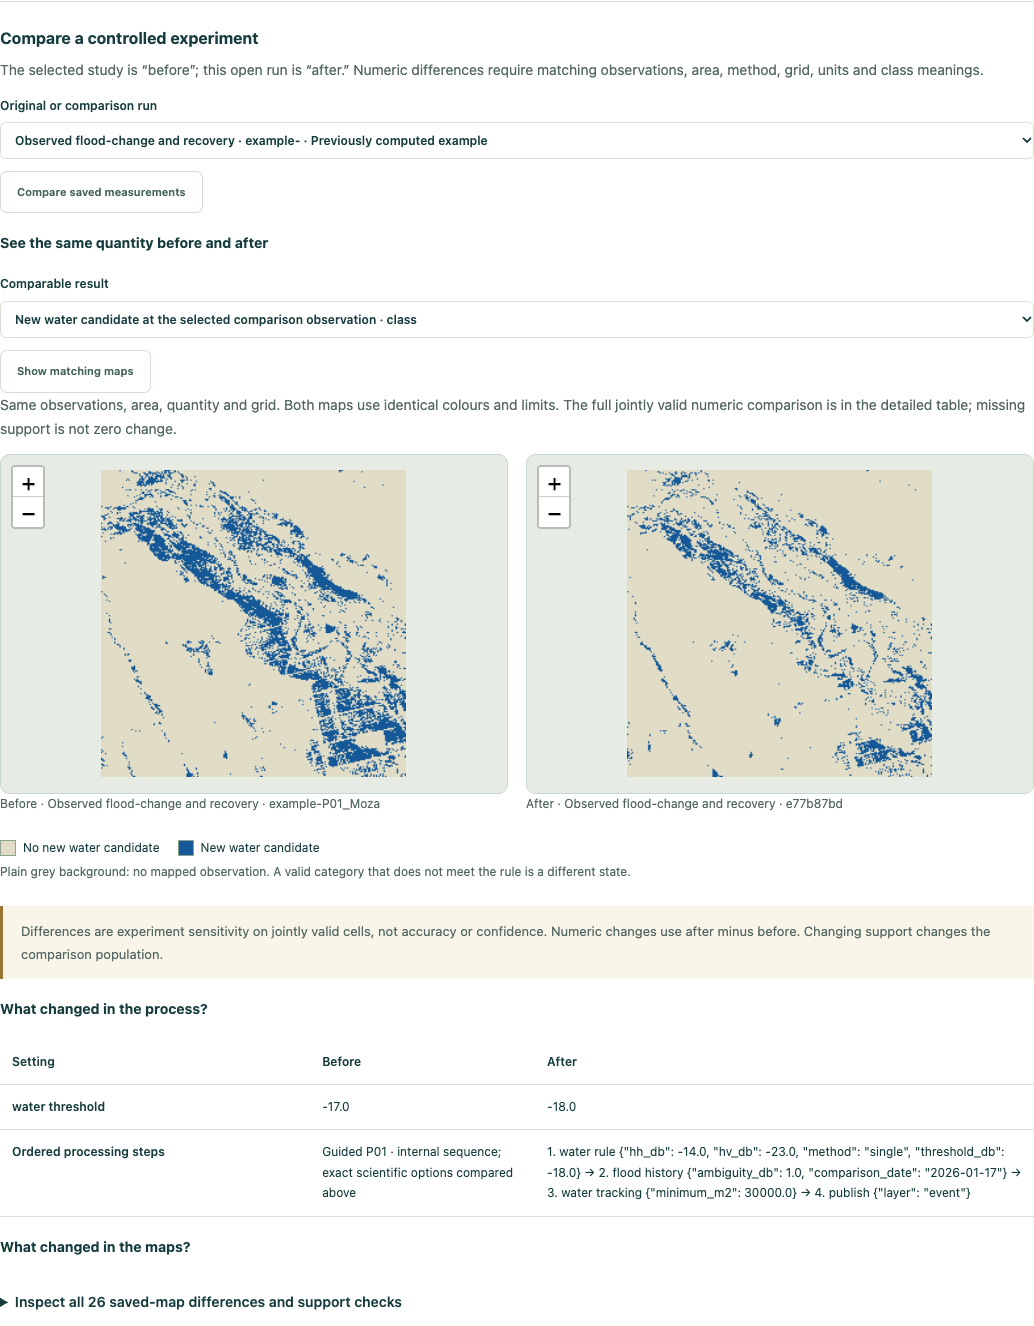 Compare a controlled experiment
The selected study is “before”; this open run is “after.” Numeric differences require matching observations, area, method, grid, units and class meanings.
Original or comparison run
Observed flood-change and recovery · example- · Previously computed example
Compare saved measurements
See the same quantity before and after
Comparable result
New water candidate at the selected comparison observation · class
Show matching maps
Same observations, area, quantity and grid. Both maps use identical colours and limits. The full jointly valid numeric comparison is in the detailed table; missing
support is not zero change.
+
−
+
−
Before · Observed flood-change and recovery · example-P01_Moza
After · Observed flood-change and recovery · e77b87bd
No new water candidate
New water candidate
Plain grey background: no mapped observation. A valid category that does not meet the rule is a different state.
Differences are experiment sensitivity on jointly valid cells, not accuracy or confidence. Numeric changes use after minus before. Changing support changes the
comparison population.
What changed in the process?
Setting
Before
After
water threshold
-17.0
-18.0
Ordered processing steps
Guided P01 · internal sequence;
exact scientific options compared
above
1. water rule {"hh_db": -14.0, "hv_db": -23.0, "method": "single", "threshold_db":
-18.0} → 2. flood history {"ambiguity_db": 1.0, "comparison_date": "2026-01-17"} →
3. water tracking {"minimum_m2": 30000.0} → 4. publish {"layer": "event"}
What changed in the maps?
Inspect all 26 saved-map differences and support checks